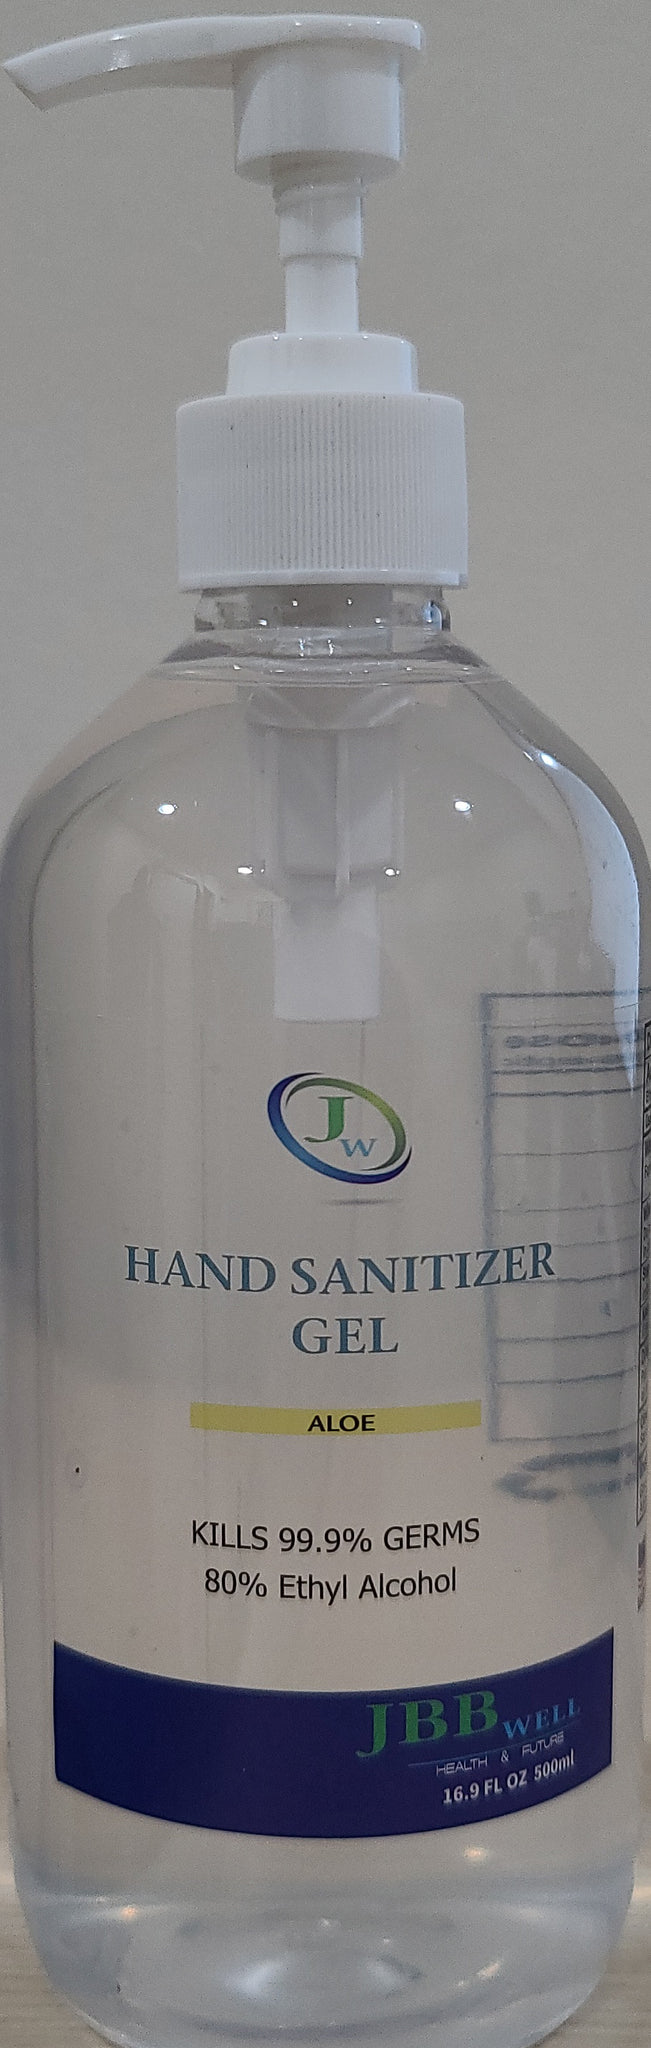 JW
HAND SANITIZER
GEL
ALOE
KILLS 99.9% GERMS
80% Ethyl Alcohol
JBB WELL
HEALTH & FUTURE
16.9 FL OZ 500ml